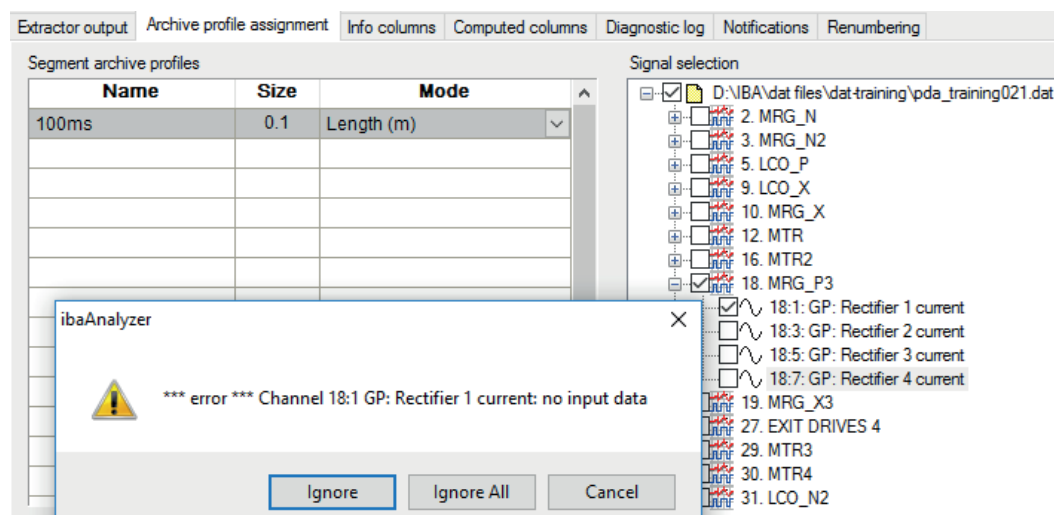 Extractor output Archive profile assignment Info columns Computed columns Diagnostic log Notifications Renumbering
Segment archive profiles
Name Size Mode
100ms 0.1 Length (m)
Signal selection
D:\IBA\dat files\dat-training\pda_training021.dat
2. MRG_N
3. MRG_N2
5. LCO_P
9. LCO_X
10. MRG_X
12. MTR
16. MTR2
18. MRG_P3
18:1: GP: Rectifier 1 current
18:3: GP: Rectifier 2 current
18:5: GP: Rectifier 3 current
18:7: GP: Rectifier 4 current
19. MRG_X3
27. EXIT DRIVES 4
29. MTR3
30. MTR4
31. LCO_N2
ibaAnalyzer
*** error *** Channel 18:1 GP: Rectifier 1 current: no input data
Ignore Ignore All Cancel